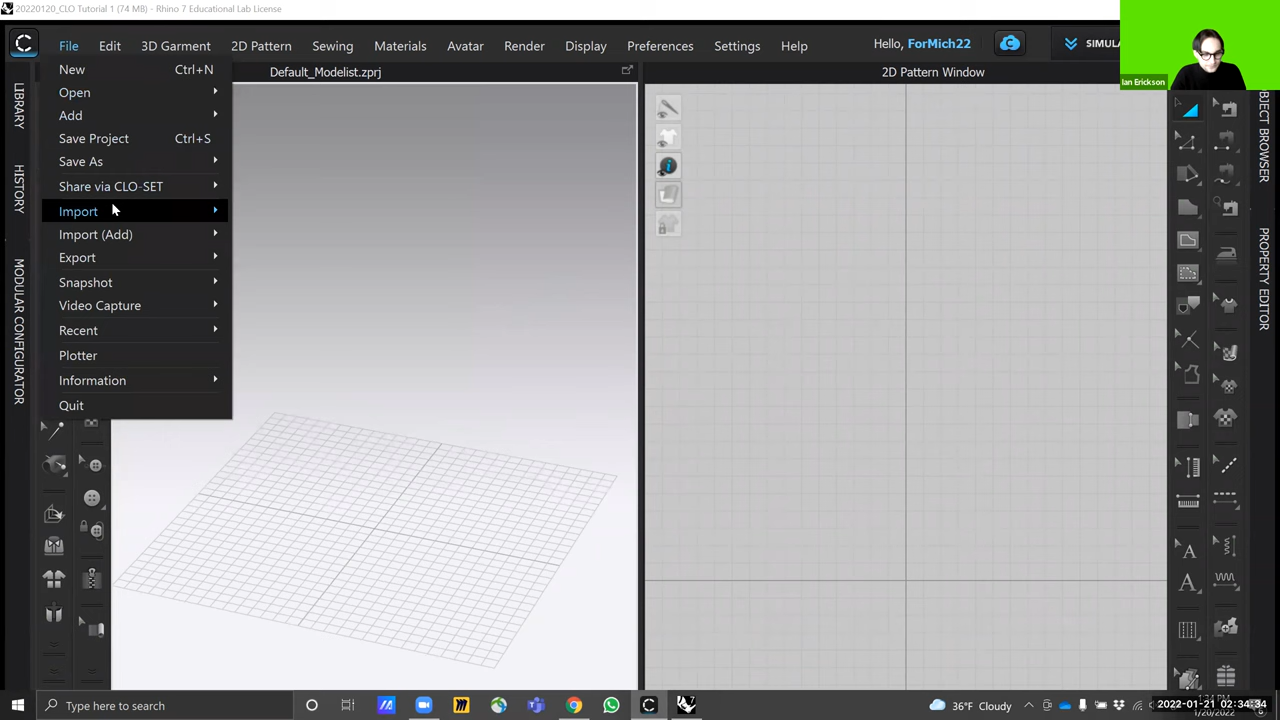 20220120_CLO Tutorial 1 (74 MB) - Rhino 7 Educational Lab License
File Edit 3D Garment 2D Pattern Sewing Materials Avatar Render Display Preferences Settings Help Hello, ForMich22
Default_Modelist.zprj
2D Pattern Window
Ian Erickson
New Ctrl+N
Open
Add
Save Project Ctrl+S
Save As
Share via CLO-SET
Import
Import (Add)
Export
Snapshot
Video Capture
Recent
Plotter
Information
Quit
LIBRARY
HISTORY
MODULAR CONFIGURATOR
PROPERTY EDITOR
A
A
Type here to search
36°F Cloudy
2022-01-21 02:34:34